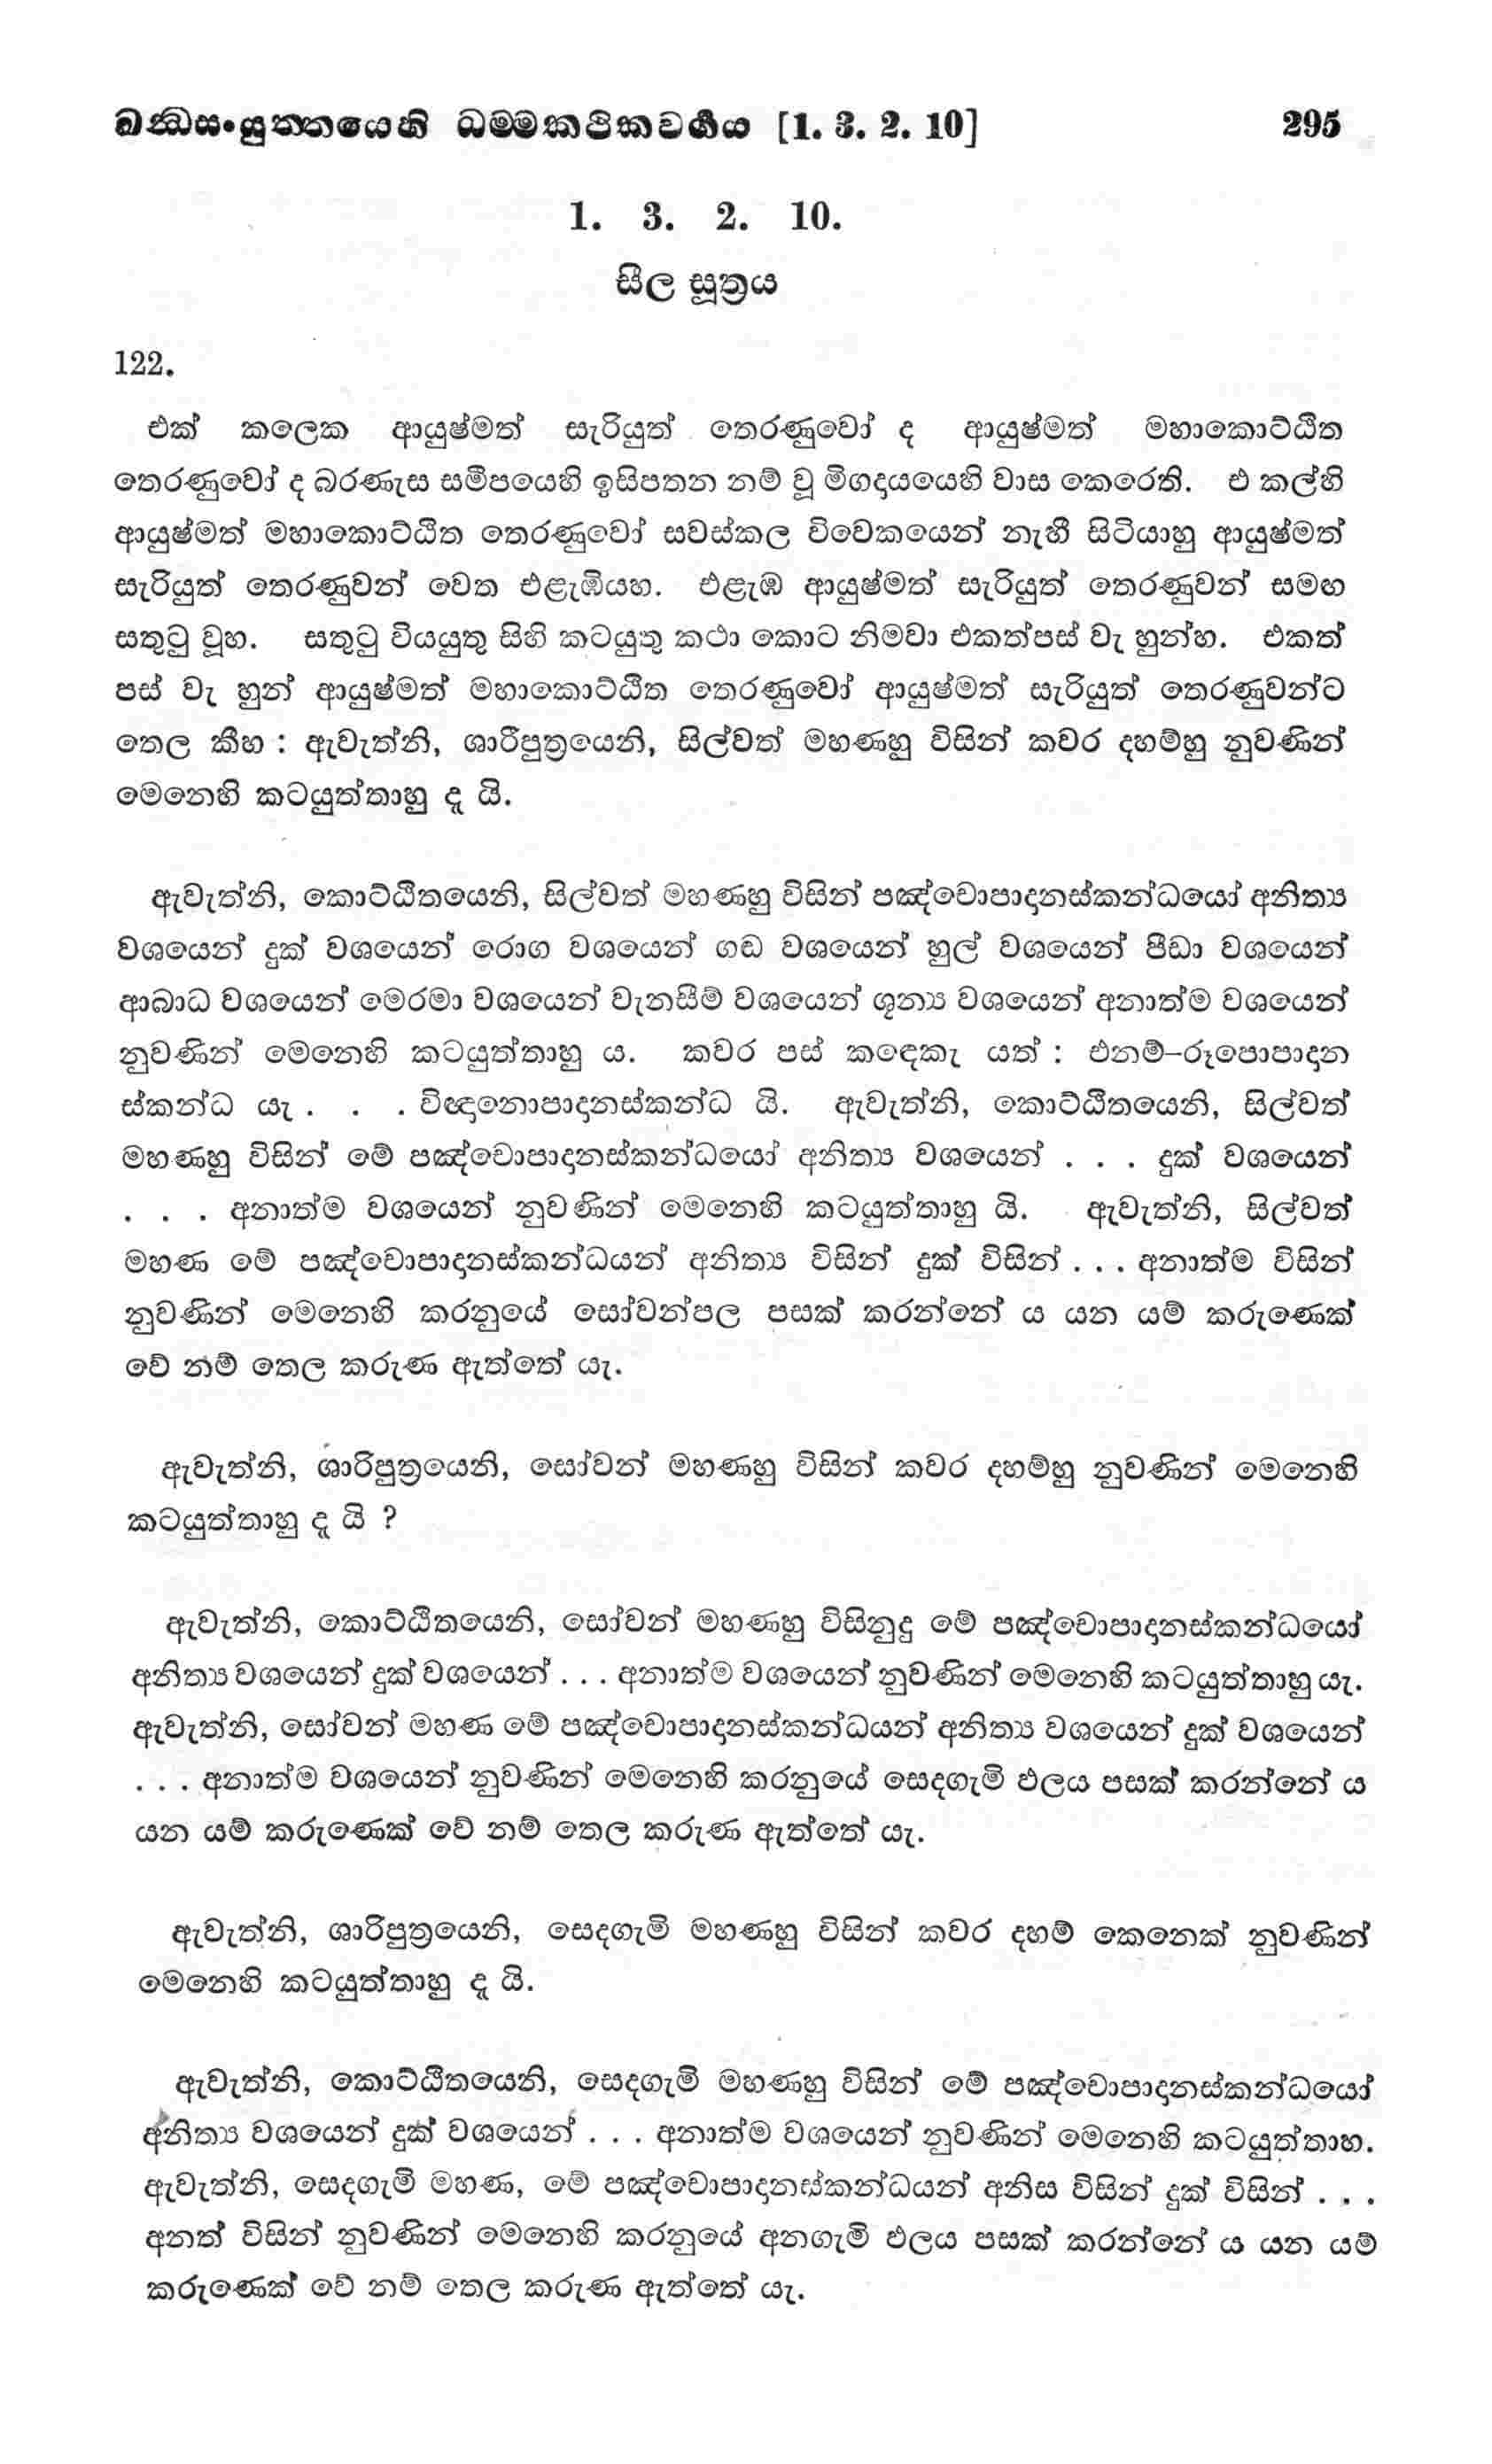 ඛන්ධසංයුත්තයෙහි ධම්මකථිකවර්ගය [1. 3. 2. 10] 295
1. 3. 2. 10.
සීල සූත්‍රය
122.
එක් කලෙක ආයුෂ්මත් සැරියුත් තෙරණුවෝ ද ආයුෂ්මත් මහාකොට්ඨිත
තෙරණුවෝ ද බරණැස සමීපයෙහි ඉසිපතන නම් වූ මිගදයයෙහි වාස කෙරෙති. එ කල්හි
ආයුෂ්මත් මහාකොට්ඨිත තෙරණුවෝ සවස්කල විවෙකයෙන් නැඟී සිටියාහු ආයුෂ්මත්
සැරියුත් තෙරණුවන් වෙත එළැඹියහ. එළැඹ ආයුෂ්මත් සැරියුත් තෙරණුවන් සමඟ
සතුටු වූහ. සතුටු වියයුතු සිහි කටයුතු කථා කොට නිමවා එකත්පස් වැ හුන්හ. එකත්
පස් වැ හුන් ආයුෂ්මත් මහාකොට්ඨිත තෙරණුවෝ ආයුෂ්මත් සැරියුත් තෙරණුවන්ට
තෙල කීහ : ඇවැත්නි, ශාරීපුත්‍රයෙනි, සිල්වත් මහණහු විසින් කවර දහම්හු නුවණින්
මෙනෙහි කටයුත්තාහු දැ යි.
ඇවැත්නි, කොට්ඨිතයෙනි, සිල්වත් මහණහු විසින් පඤ්චොපාදානස්කන්ධයෝ අනිත්‍ය
වශයෙන් දුක් වශයෙන් රොග වශයෙන් ගඬ වශයෙන් හුල් වශයෙන් පීඩා වශයෙන්
ආබාධ වශයෙන් මෙරමා වශයෙන් වැනසීම් වශයෙන් ශූන්‍ය වශයෙන් අනාත්ම වශයෙන්
නුවණින් මෙනෙහි කටයුත්තාහු ය. කවර පස් කඳෙකැ යත් : එනම්–රූපොපාදාන
ස්කන්ධ යැ . . . විඥානොපාදානස්කන්ධ යි. ඇවැත්නි, කොට්ඨිතයෙනි, සිල්වත්
මහණහු විසින් මේ පඤ්චොපාදානස්කන්ධයෝ අනිත්‍ය වශයෙන් . . . දුක් වශයෙන්
. . . අනාත්ම වශයෙන් නුවණින් මෙනෙහි කටයුත්තාහු යි. ඇවැත්නි, සිල්වත්
මහණ මේ පඤ්චොපාදානස්කන්ධයන් අනිත්‍ය විසින් දුක් විසින් . . . අනාත්ම විසින්
නුවණින් මෙනෙහි කරනුයේ සෝවන්පල පසක් කරන්නේ ය යන යම් කරුණෙක්
වේ නම් තෙල කරුණ ඇත්තේ යැ.
ඇවැත්නි, ශාරිපුත්‍රයෙනි, සෝවන් මහණහු විසින් කවර දහම්හු නුවණින් මෙනෙහි
කටයුත්තාහු දැ යි ?
ඇවැත්නි, කොට්ඨිතයෙනි, සෝවන් මහණහු විසිනුදු මේ පඤ්චොපාදානස්කන්ධයෝ
අනිත්‍ය වශයෙන් දුක් වශයෙන් . . . අනාත්ම වශයෙන් නුවණින් මෙනෙහි කටයුත්තාහු යැ.
ඇවැත්නි, සෝවන් මහණ මේ පඤ්චොපාදානස්කන්ධයන් අනිත්‍ය වශයෙන් දුක් වශයෙන්
. . . අනාත්ම වශයෙන් නුවණින් මෙනෙහි කරනුයේ සෙදගැමි ඵලය පසක් කරන්නේ ය
යන යම් කරුණෙක් වේ නම් තෙල කරුණ ඇත්තේ යැ.
ඇවැත්නි, ශාරිපුත්‍රයෙනි, සෙදගැමි මහණහු විසින් කවර දහම් කෙනෙක් නුවණින්
මෙනෙහි කටයුත්තාහු දැ යි.
ඇවැත්නි, කොට්ඨිතයෙනි, සෙදගැමි මහණහු විසින් මේ පඤ්චොපාදානස්කන්ධයෝ
අනිත්‍ය වශයෙන් දුක් වශයෙන් . . . අනාත්ම වශයෙන් නුවණින් මෙනෙහි කටයුත්තාහ.
ඇවැත්නි, සෙදගැමි මහණ, මේ පඤ්චොපාදානස්කන්ධයන් අනිස විසින් දුක් විසින් . . .
අනත් විසින් නුවණින් මෙනෙහි කරනුයේ අනගැමි ඵලය පසක් කරන්නේ ය යන යම්
කරුණෙක් වේ නම් තෙල කරුණ ඇත්තේ යැ.